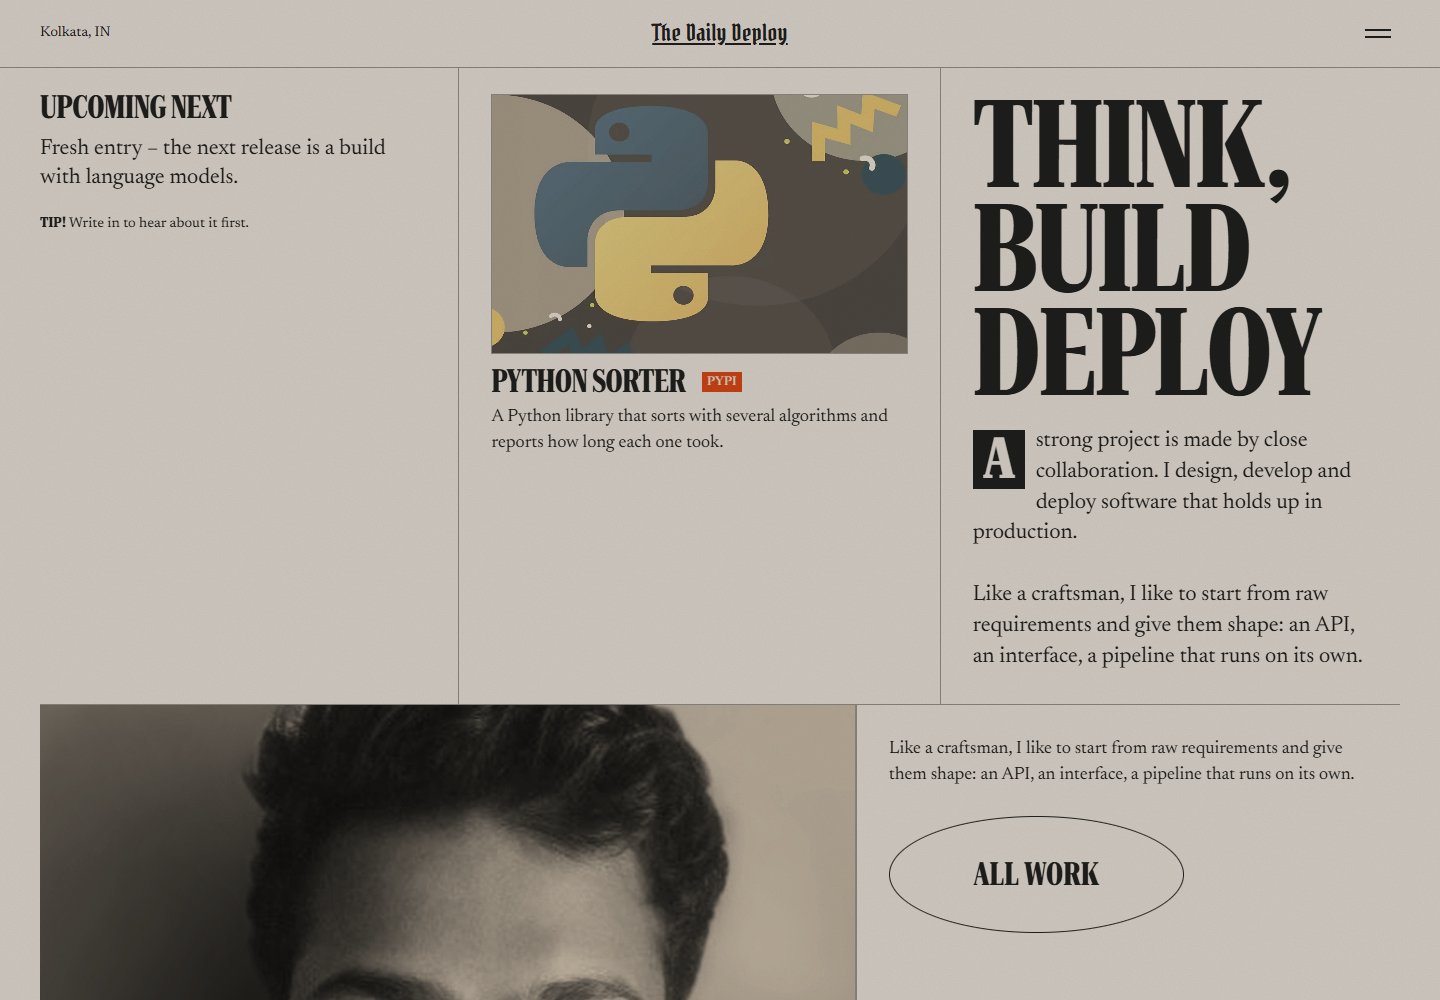 Kolkata, IN
The Daily Deploy
UPCOMING NEXT
Fresh entry – the next release is a build
with language models.
TIP! Write in to hear about it first.
PYTHON SORTER PYPI
A Python library that sorts with several algorithms and
reports how long each one took.
THINK,
BUILD
DEPLOY
A strong project is made by close
collaboration. I design, develop and
deploy software that holds up in
production.
Like a craftsman, I like to start from raw
requirements and give them shape: an API,
an interface, a pipeline that runs on its own.
Like a craftsman, I like to start from raw requirements and give
them shape: an API, an interface, a pipeline that runs on its own.
ALL WORK